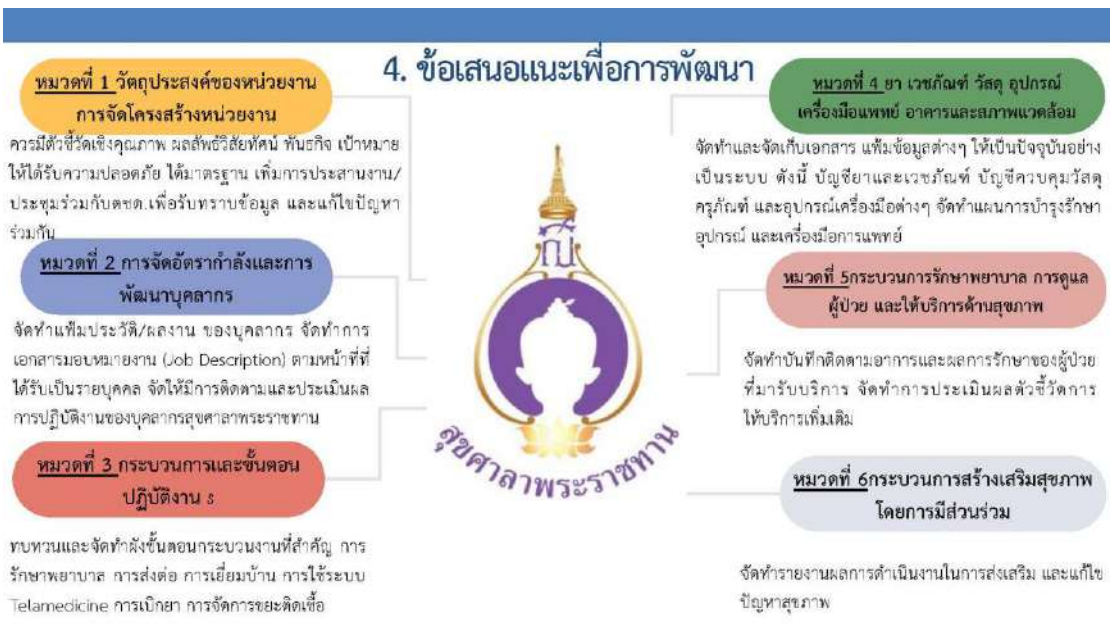 4. ข้อเสนอแนะเพื่อการพัฒนา
หมวดที่ 1 วัตถุประสงค์ของหน่วยงาน
การจัดโครงสร้างหน่วยงาน
ควรมีตัวชี้วัดเชิงคุณภาพ ผลลัพธ์วิสัยทัศน์ พันธกิจ เป้าหมาย
ให้ได้รับความปลอดภัย ได้มาตรฐาน เพิ่มการประสานงาน/
ประชุมร่วมกับตชด.เพื่อรับทราบข้อมูล และแก้ไขปัญหา
ร่วมกัน
หมวดที่ 2 การจัดอัตรากำลังและการ
พัฒนาบุคลากร
จัดทำแฟ้มประวัติ/ผลงาน ของบุคลากร จัดทำการ
เอกสารมอบหมายงาน (Job Description) ตามหน้าที่ที่
ได้รับเป็นรายบุคคล จัดให้มีการติดตามและประเมินผล
การปฏิบัติงานของบุคลากรสุขศาลาพระราชทาน
หมวดที่ 3 กระบวนการและขั้นตอน
ปฏิบัติงาน s
ทบทวนและจัดทำผังขั้นตอนกระบวนงานที่สำคัญ การ
รักษาพยาบาล การส่งต่อ การเยี่ยมบ้าน การใช้ระบบ
Telamedicine การเบิกยา การจัดการขยะติดเชื้อ
สุขศาลาพระราชทาน
หมวดที่ 4 ยา เวชภัณฑ์ วัสดุ อุปกรณ์
เครื่องมือแพทย์ อาคารและสภาพแวดล้อม
จัดทำและจัดเก็บเอกสาร แฟ้มข้อมูลต่างๆ ให้เป็นปัจจุบันอย่าง
เป็นระบบ ดังนี้ บัญชียาและเวชภัณฑ์ บัญชีควบคุมวัสดุ
ครุภัณฑ์ และอุปกรณ์เครื่องมือต่างๆ จัดทำแผนการบำรุงรักษา
อุปกรณ์ และเครื่องมือการแพทย์
หมวดที่ 5กระบวนการรักษาพยาบาล การดูแล
ผู้ป่วย และให้บริการด้านสุขภาพ
จัดทำบันทึกติดตามอาการและผลการรักษาของผู้ป่วย
ที่มารับบริการ จัดทำการประเมินผลตัวชี้วัดการ
ให้บริการเพิ่มเติม
หมวดที่ 6กระบวนการสร้างเสริมสุขภาพ
โดยการมีส่วนร่วม
จัดทำรายงานผลการดำเนินงานในการส่งเสริม และแก้ไข
ปัญหาสุขภาพ